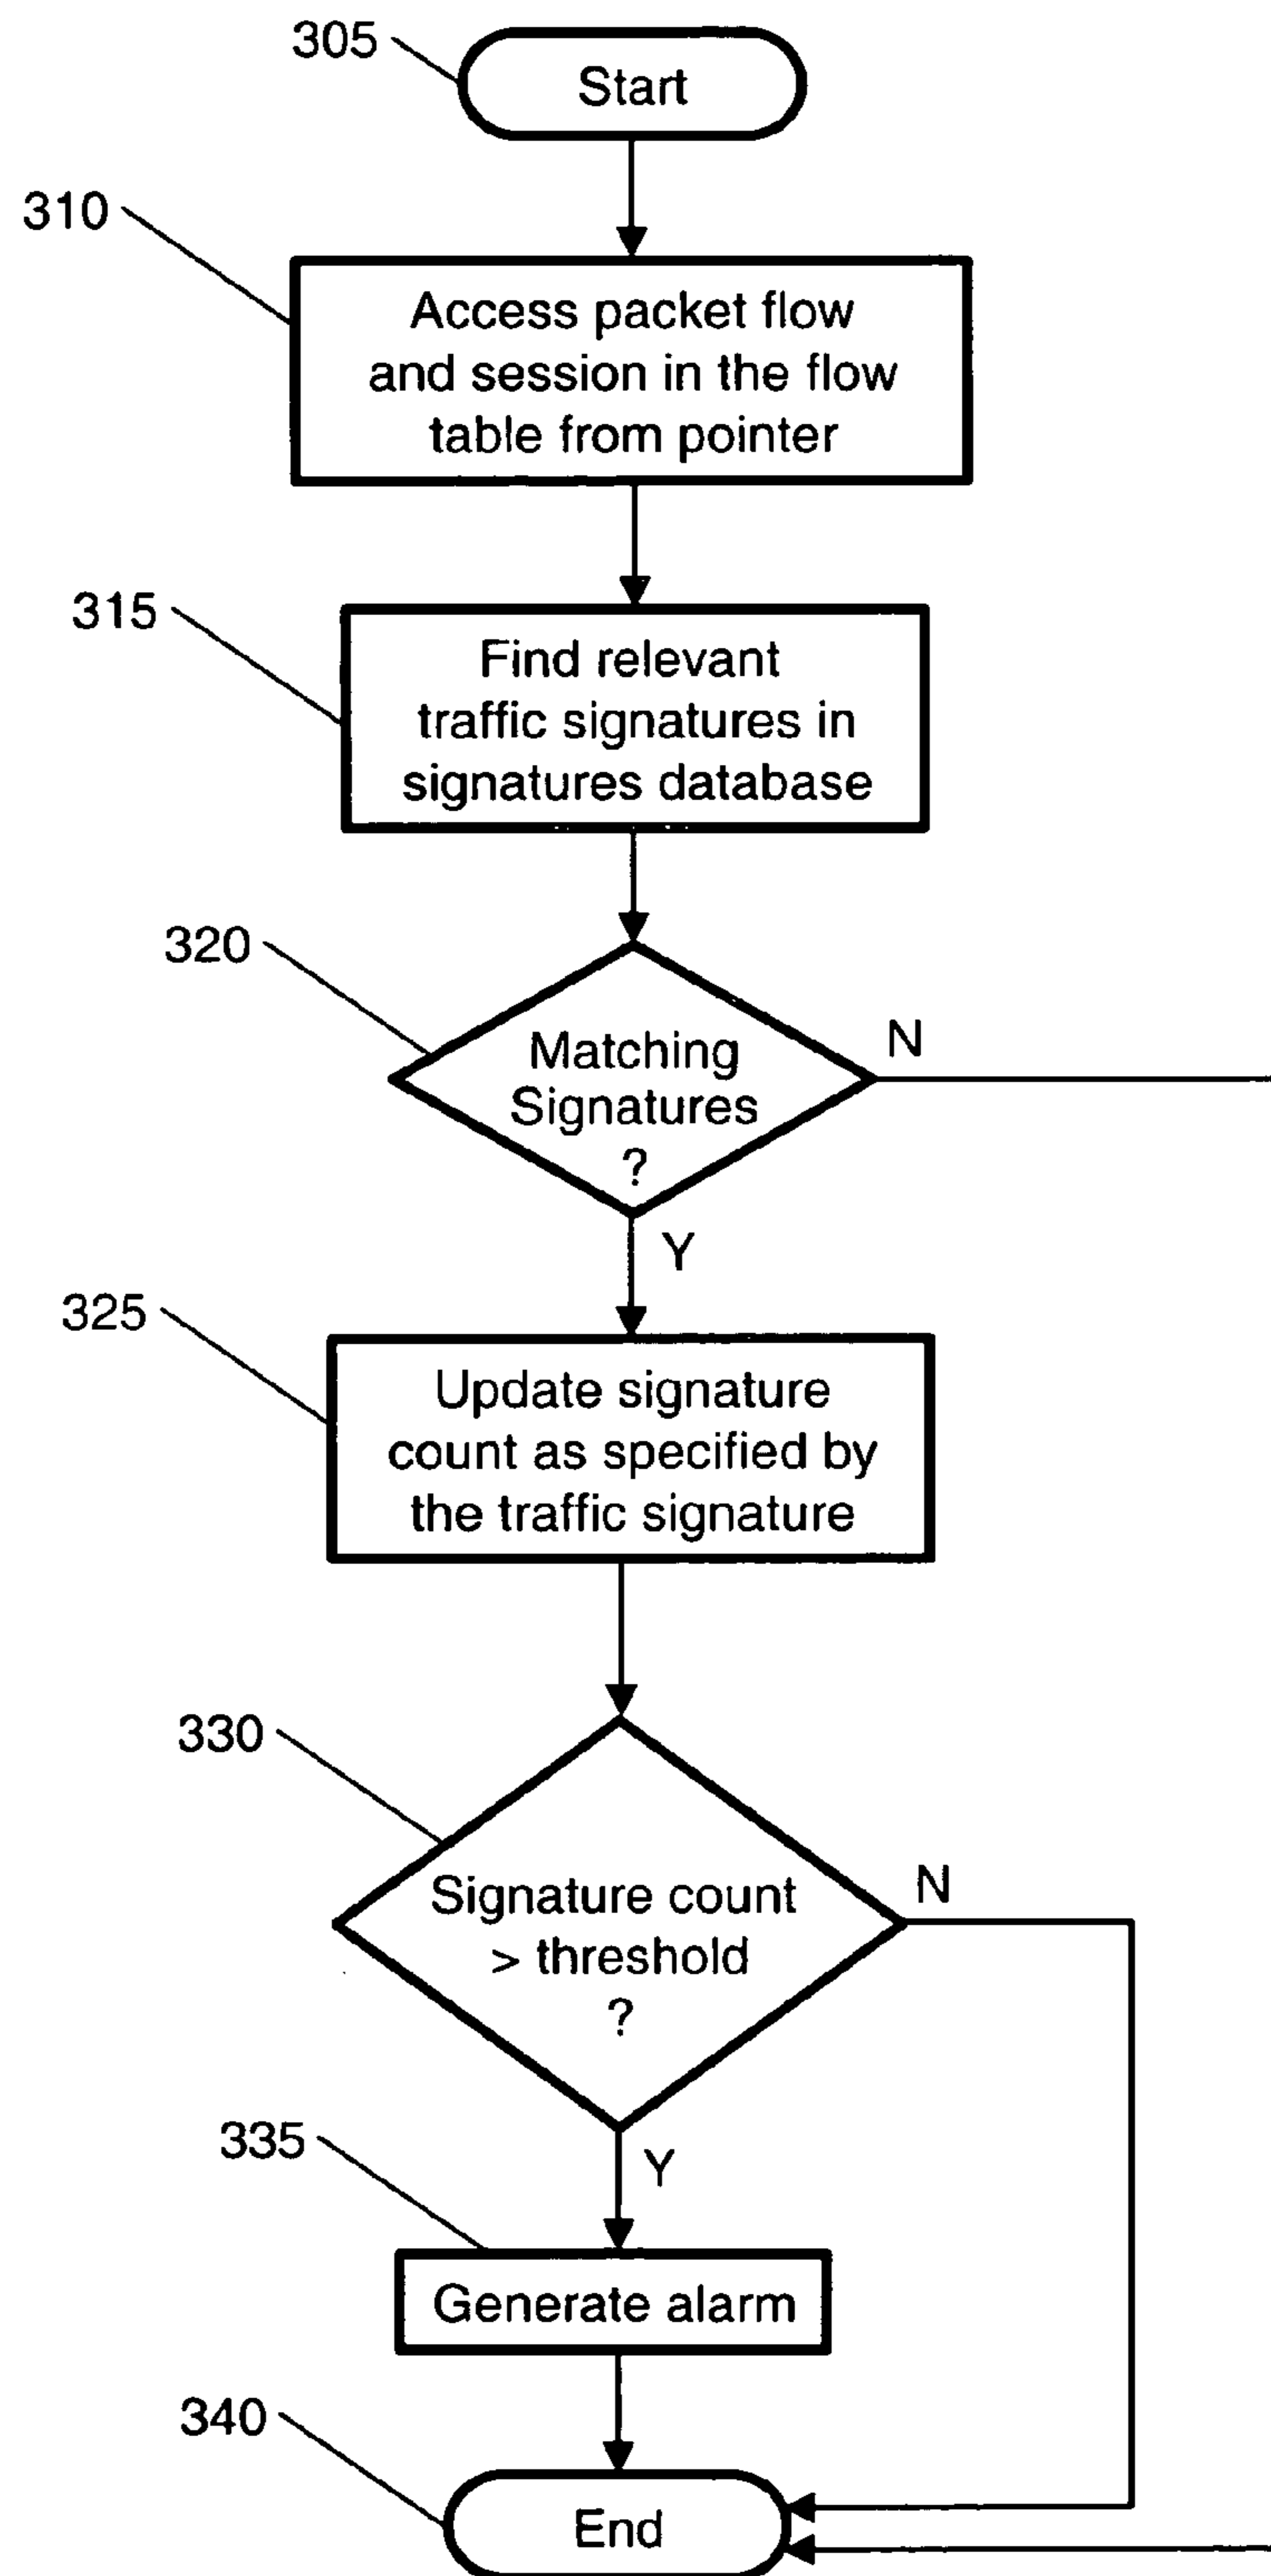 305
Start
310
Access packet flow
and session in the flow
table from pointer
315
Find relevant
traffic signatures in
signatures database
320
Matching
Signatures
?
N
Y
325
Update signature
count as specified by
the traffic signature
330
Signature count
> threshold
?
N
Y
335
Generate alarm
340
End